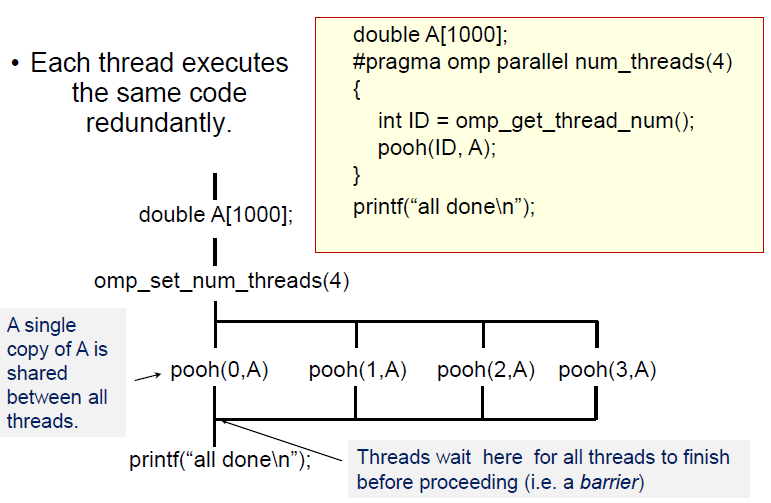 • Each thread executes
the same code
redundantly.
double A[1000];
#pragma omp parallel num_threads(4)
{
int ID = omp_get_thread_num();
pooh(ID, A);
}
printf(“all done\n”);
double A[1000];
omp_set_num_threads(4)
A single
copy of A is
shared
between all
threads.
pooh(0,A) pooh(1,A) pooh(2,A) pooh(3,A)
printf(“all done\n”);
Threads wait here for all threads to finish
before proceeding (i.e. a barrier)